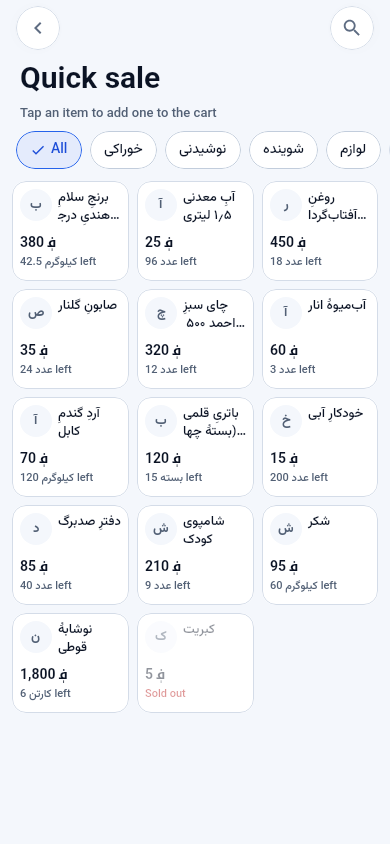 Quick sale
Tap an item to add one to the cart
All
خوراکی
نوشیدنی
شوینده
لوازم
ب
برنج سلامِ
هندیِ درج...
380 ؋
42.5 کیلوگرم left
آ
آبِ معدنی
۱٫۵ لیتری
25 ؋
96 عدد left
ر
روغنِ
آفتاب‌گردا...
450 ؋
18 عدد left
ص
صابونِ گلنار
35 ؋
24 عدد left
چ
چای سبزِ
احمد ۵۰۰...
320 ؋
12 عدد left
آ
آب‌میوهٔ انار
60 ؋
3 عدد left
آ
آردِ گندمِ
کابل
70 ؋
120 کیلوگرم left
ب
باتریِ قلمی
(بستهٔ چها...
120 ؋
15 بسته left
خ
خودکارِ آبی
15 ؋
200 عدد left
د
دفترِ صدبرگ
85 ؋
40 عدد left
ش
شامپوی
کودک
210 ؋
9 عدد left
ش
شکر
95 ؋
60 کیلوگرم left
ن
نوشابهٔ
قوطی
1,800 ؋
6 کارتن left
ک
کبریت
5 ؋
Sold out